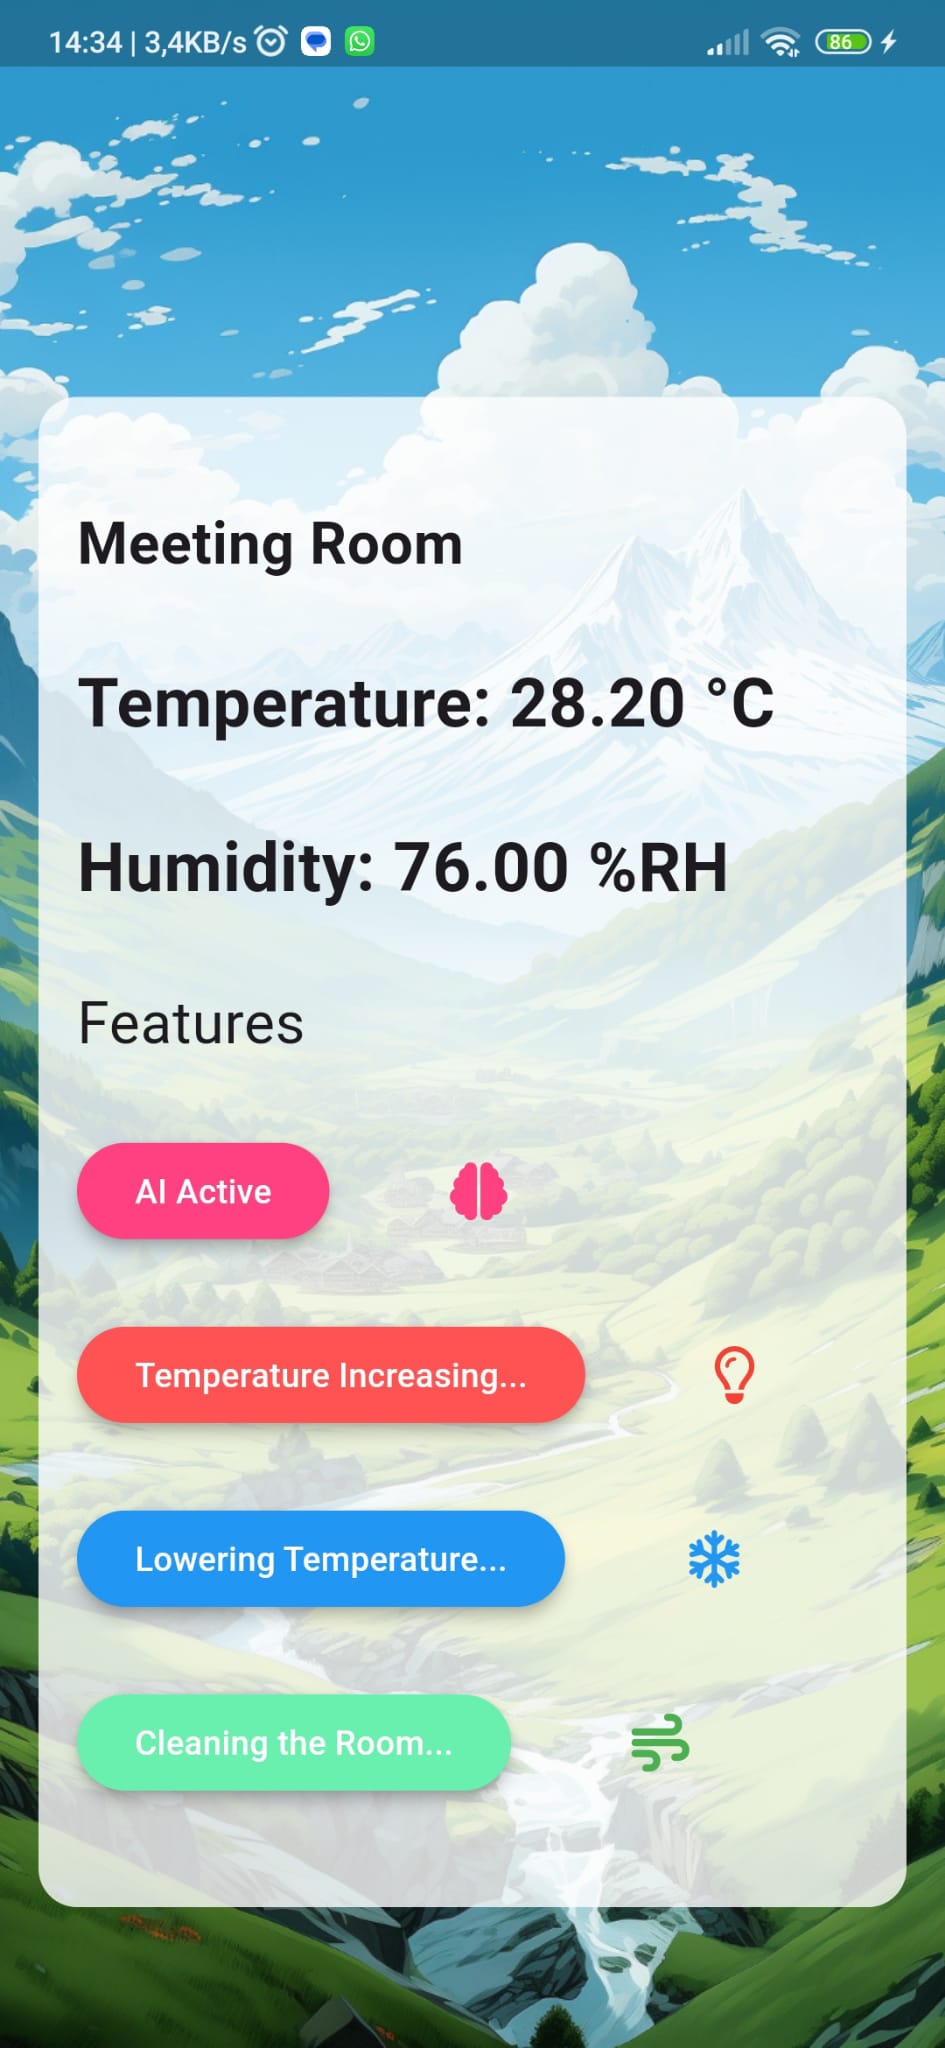 14:34 | 3,4KB/s 86
Meeting Room
Temperature: 28.20 °C
Humidity: 76.00 %RH
Features
AI Active
Temperature Increasing...
Lowering Temperature...
Cleaning the Room...